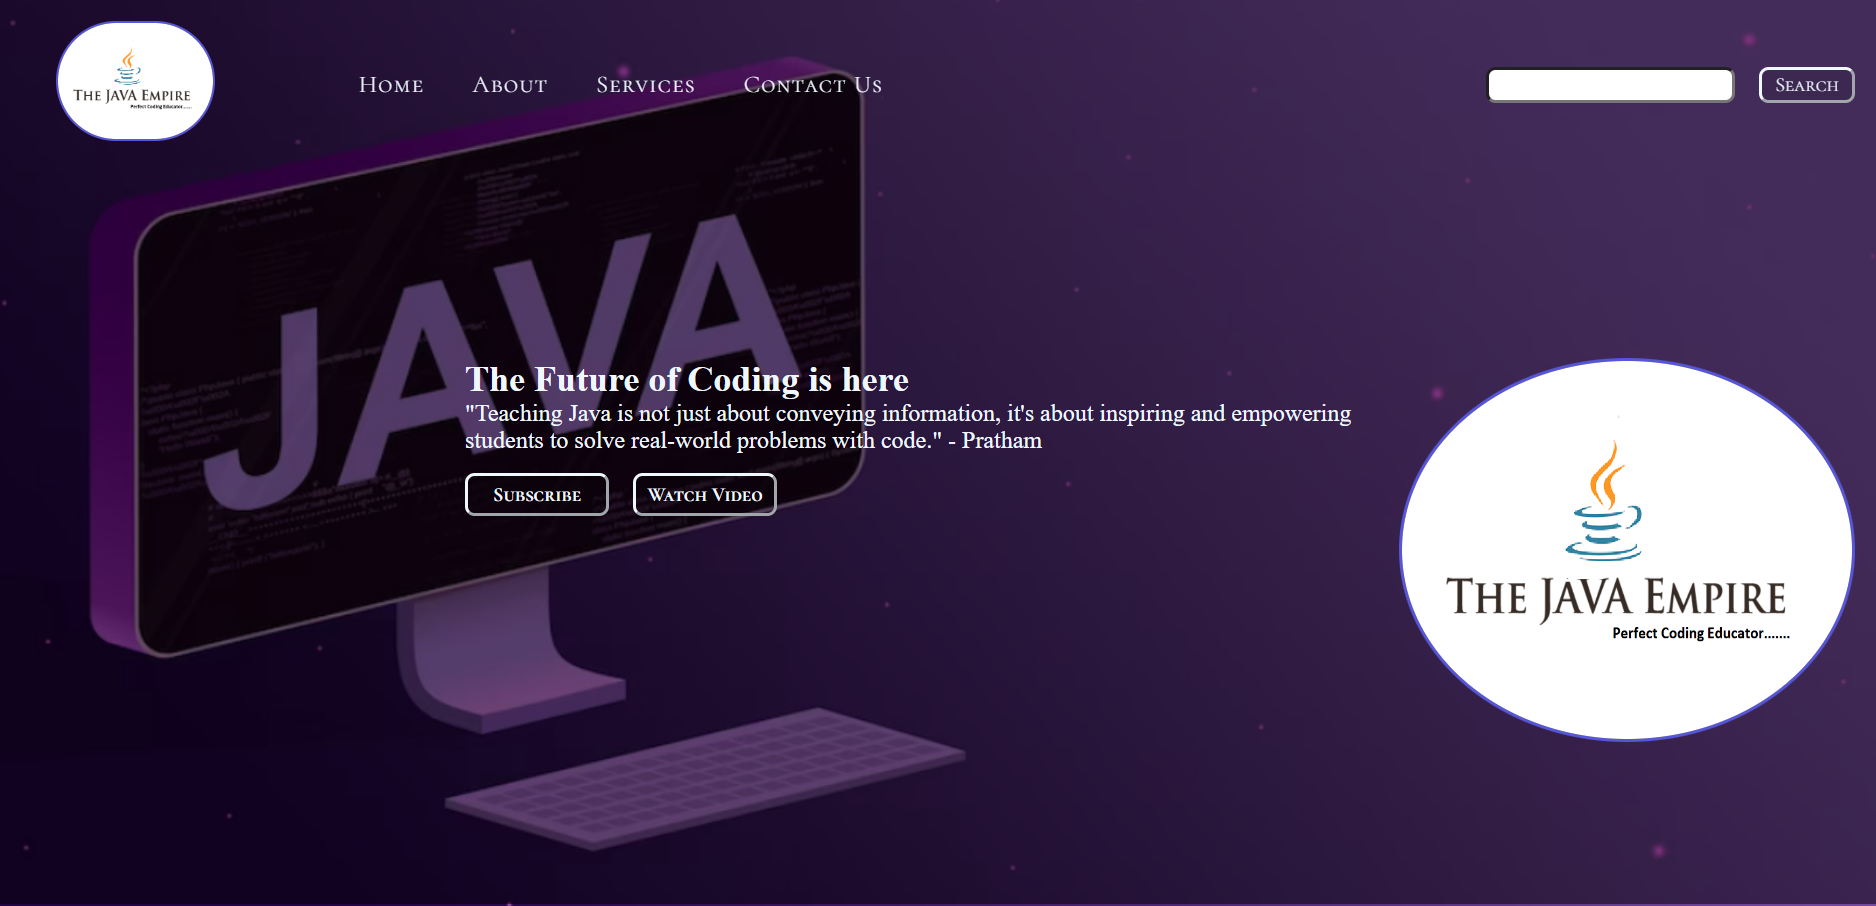 THE JAVA EMPIRE
Perfect Coding Educator......
Home About Services Contact Us
Search
JAVA
The Future of Coding is here
"Teaching Java is not just about conveying information, it's about inspiring and empowering
students to solve real-world problems with code." - Pratham
Subscribe Watch Video
THE JAVA EMPIRE
Perfect Coding Educator.......